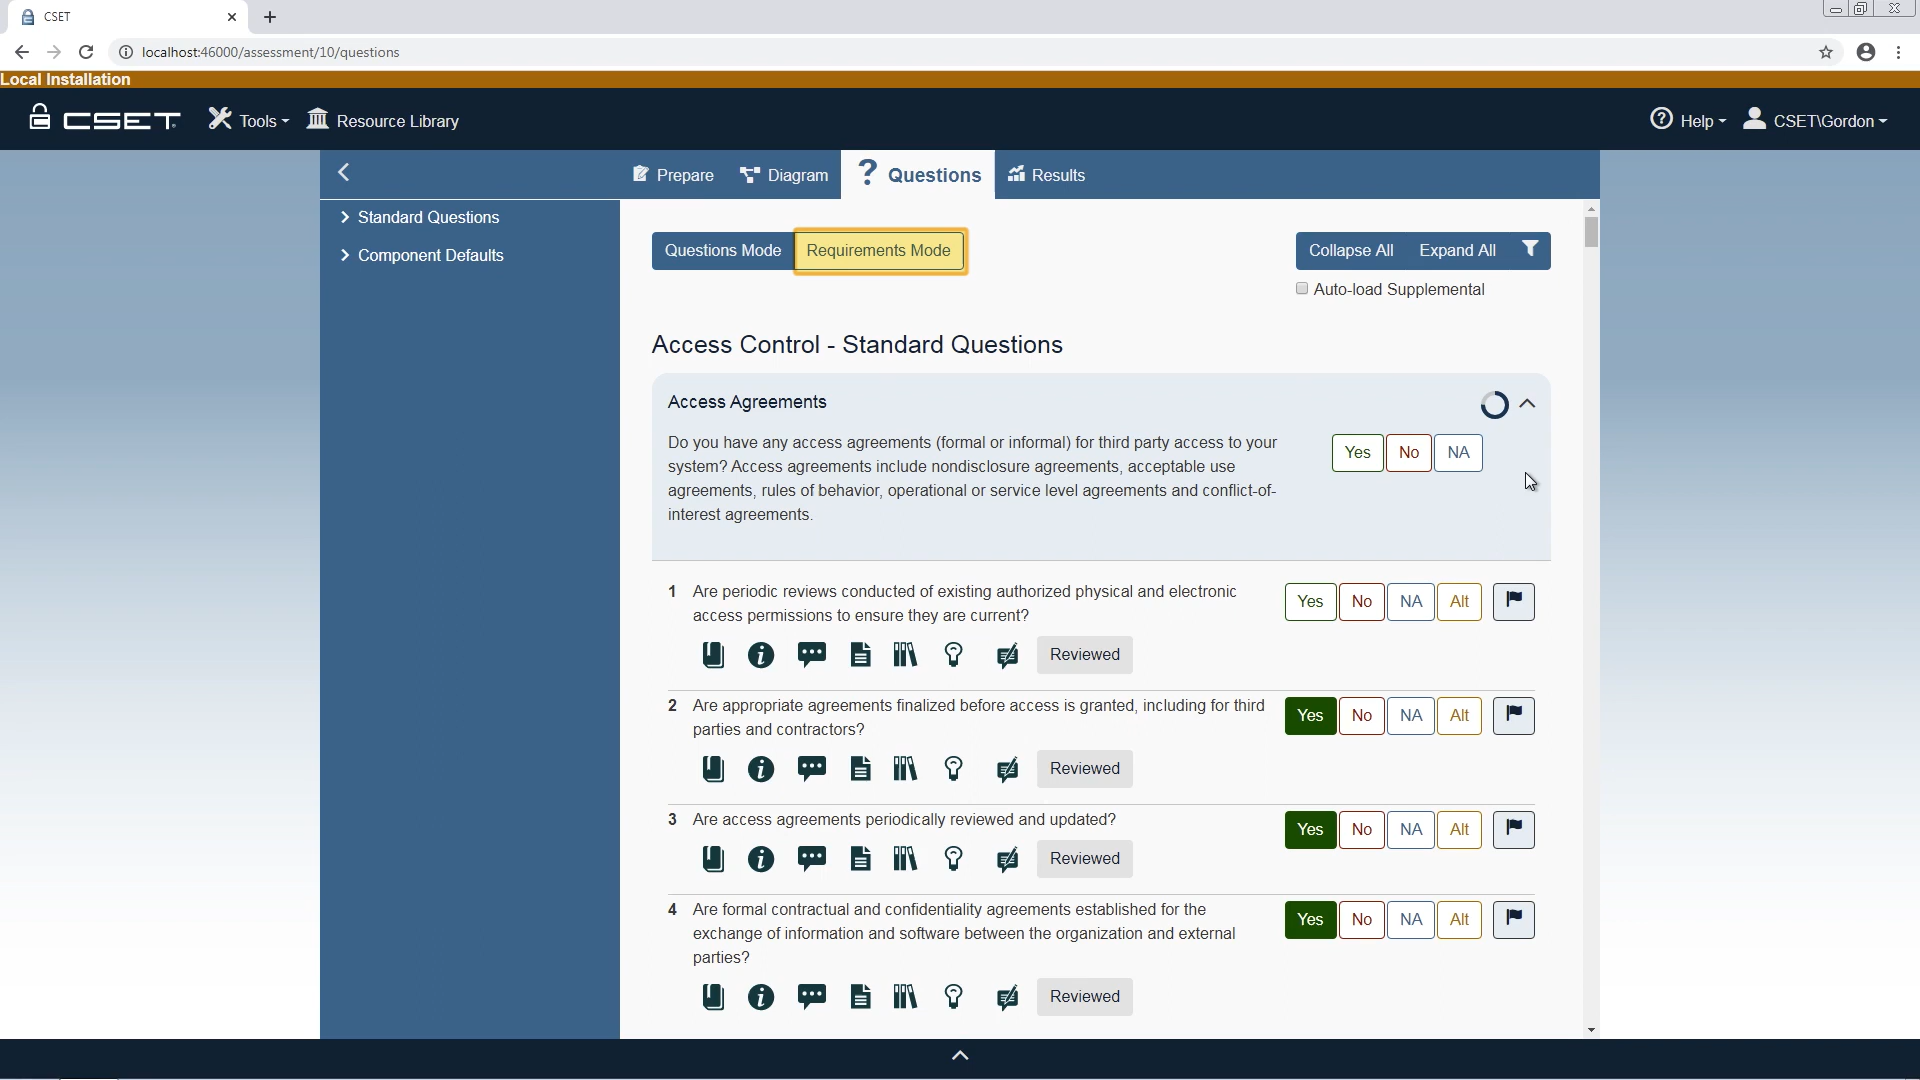 CSET
localhost:46000/assessment/10/questions
Local Installation
CSET Tools Resource Library Help CSET\Gordon
Prepare Diagram ? Questions Results
Standard Questions
Component Defaults
Questions Mode Requirements Mode Collapse All Expand All
Auto-load Supplemental
Access Control - Standard Questions
Access Agreements
Do you have any access agreements (formal or informal) for third party access to your
system? Access agreements include nondisclosure agreements, acceptable use
agreements, rules of behavior, operational or service level agreements and conflict-of-
interest agreements.
Yes No NA
1 Are periodic reviews conducted of existing authorized physical and electronic
access permissions to ensure they are current?
Yes No NA Alt
Reviewed
2 Are appropriate agreements finalized before access is granted, including for third
parties and contractors?
Yes No NA Alt
Reviewed
3 Are access agreements periodically reviewed and updated?
Yes No NA Alt
Reviewed
4 Are formal contractual and confidentiality agreements established for the
exchange of information and software between the organization and external
parties?
Yes No NA Alt
Reviewed